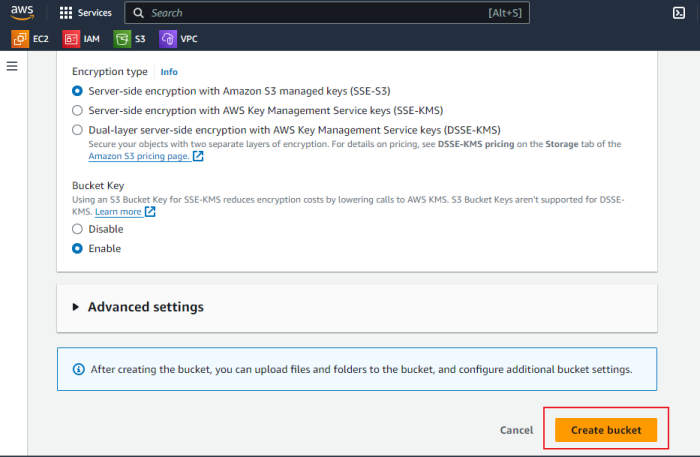 aws Services Search [Alt+S]
EC2 IAM S3 VPC
Encryption type Info
Server-side encryption with Amazon S3 managed keys (SSE-S3)
Server-side encryption with AWS Key Management Service keys (SSE-KMS)
Dual-layer server-side encryption with AWS Key Management Service keys (DSSE-KMS)
Secure your objects with two separate layers of encryption. For details on pricing, see DSSE-KMS pricing on the Storage tab of the
Amazon S3 pricing page.
Bucket Key
Using an S3 Bucket Key for SSE-KMS reduces encryption costs by lowering calls to AWS KMS. S3 Bucket Keys aren't supported for DSSE-
KMS. Learn more
Disable
Enable
Advanced settings
After creating the bucket, you can upload files and folders to the bucket, and configure additional bucket settings.
Cancel Create bucket